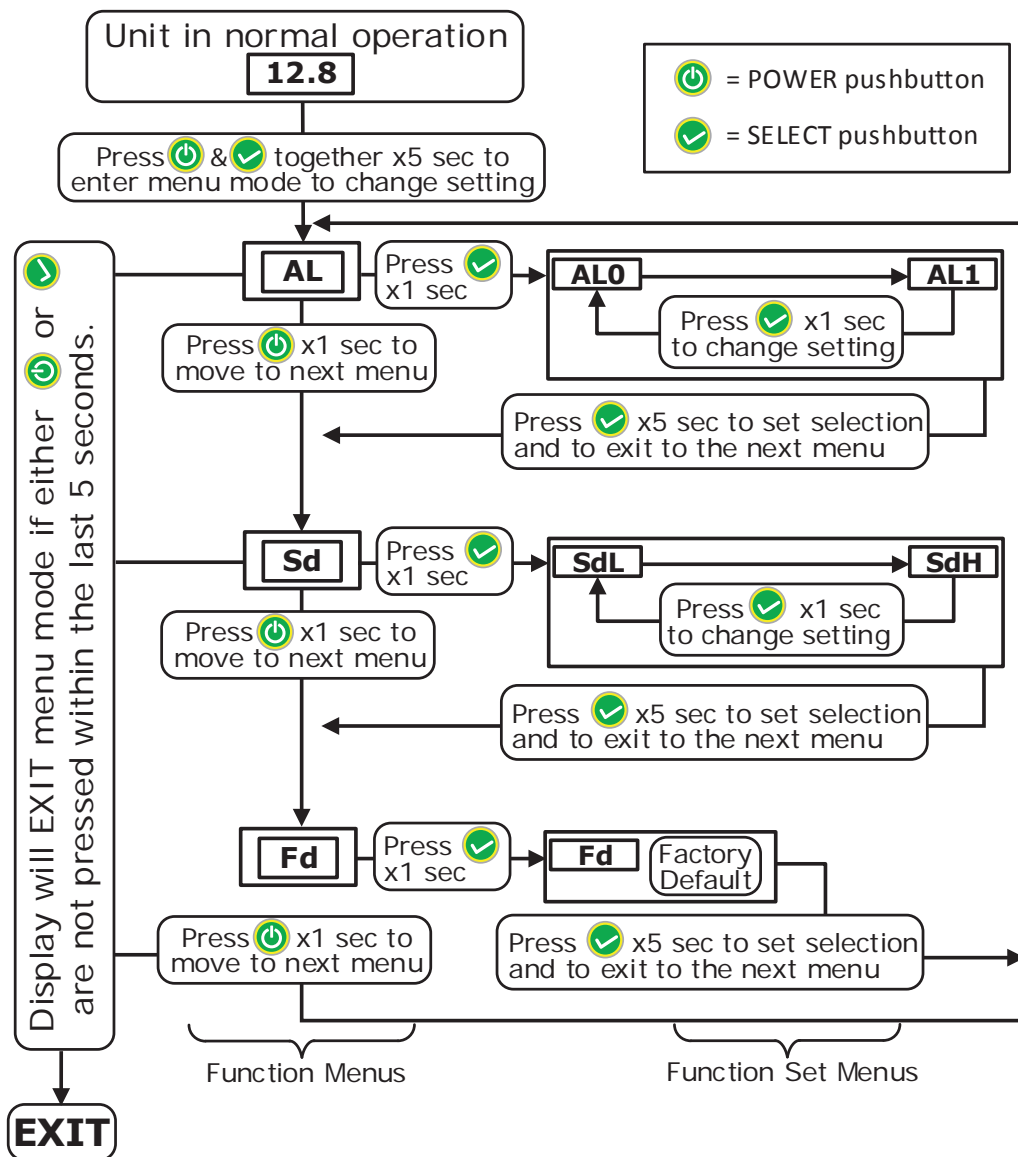 Unit in normal operation
12.8
= POWER pushbutton
= SELECT pushbutton
Press & together x5 sec to
enter menu mode to change setting
Display will EXIT menu mode if either or
are not pressed within the last 5 seconds.
AL
Press
x1 sec
AL0
AL1
Press x1 sec
to change setting
Press x1 sec to
move to next menu
Press x5 sec to set selection
and to exit to the next menu
Sd
Press
x1 sec
SdL
SdH
Press x1 sec
to change setting
Press x1 sec to
move to next menu
Press x5 sec to set selection
and to exit to the next menu
Fd
Press
x1 sec
Fd
Factory
Default
Press x1 sec to
move to next menu
Press x5 sec to set selection
and to exit to the next menu
Function Menus
Function Set Menus
EXIT